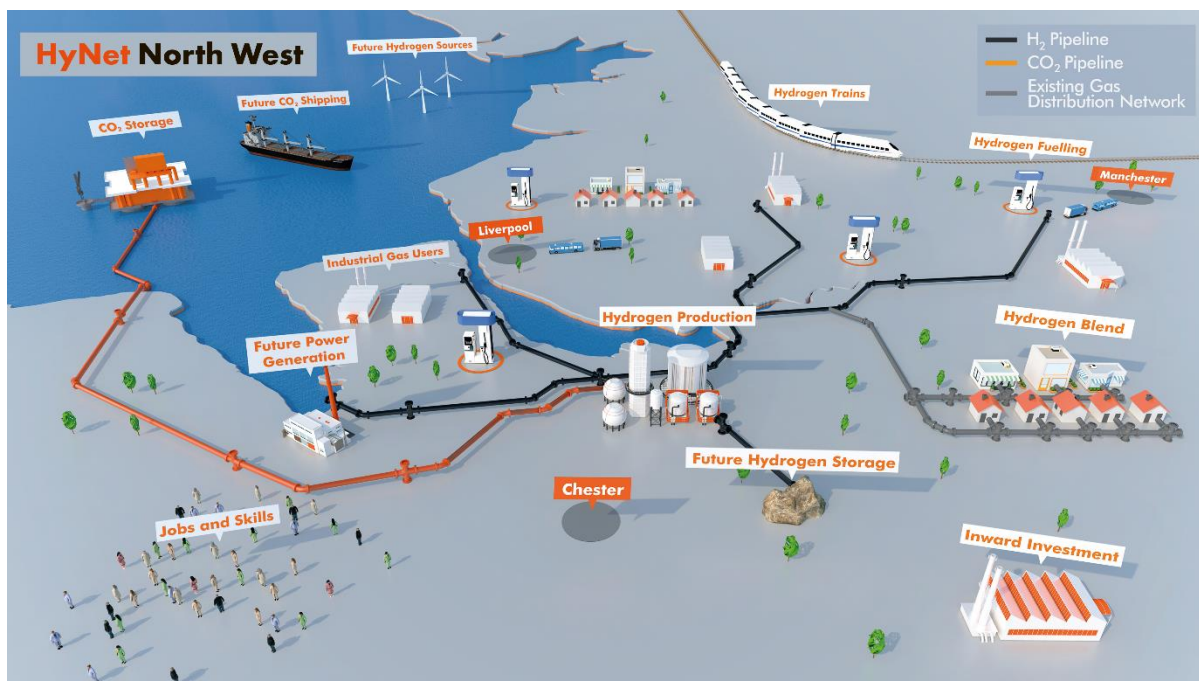 HyNet North West
Future Hydrogen Sources
H₂ Pipeline
CO₂ Pipeline
Existing Gas
Distribution Network
Future CO₂ Shipping
CO₂ Storage
Hydrogen Trains
Hydrogen Fuelling
Manchester
Liverpool
Industrial Gas Users
Hydrogen Production
Future Power
Generation
Hydrogen Blend
Future Hydrogen Storage
Chester
Jobs and Skills
Inward Investment